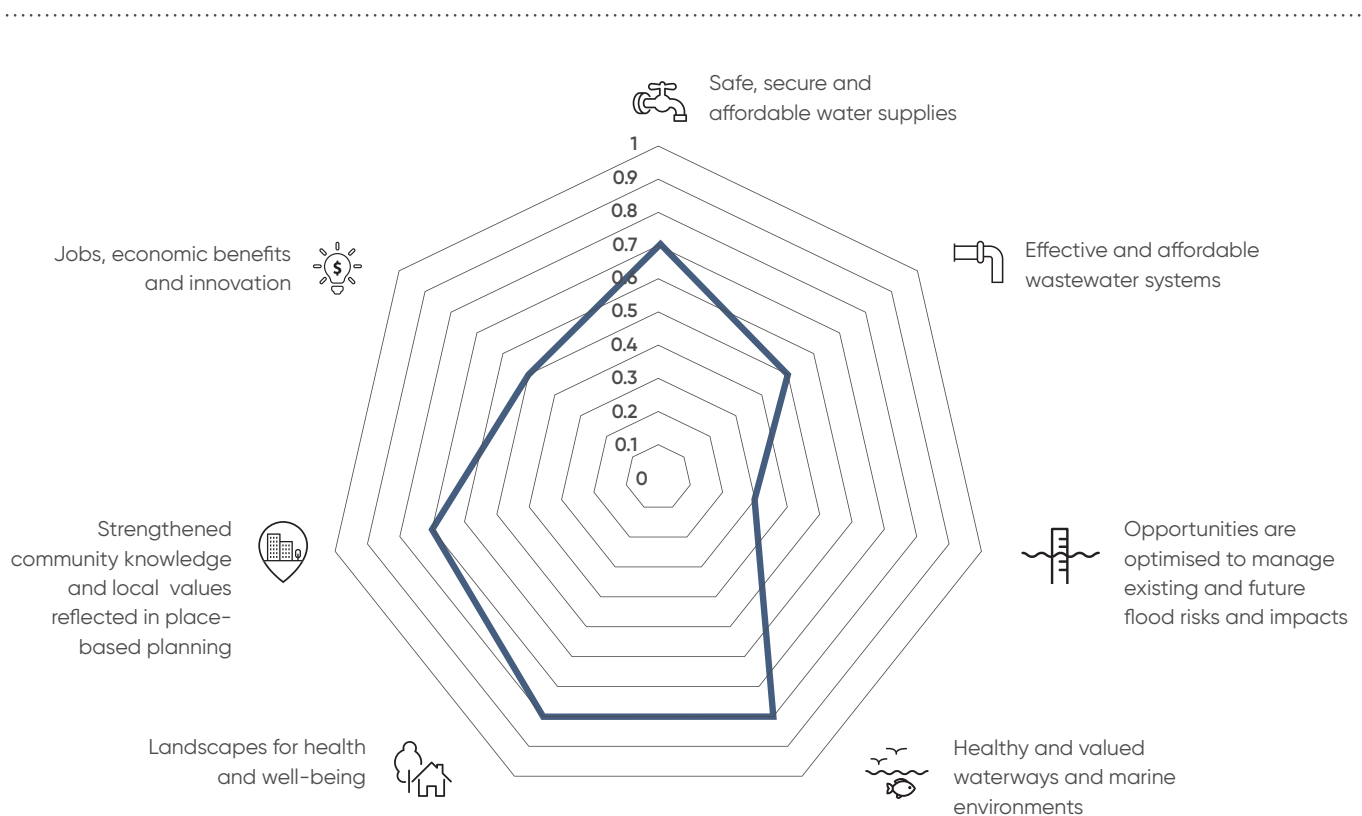 Safe, secure and
affordable water supplies
1
0.9
0.8
0.7
0.6
0.5
0.4
0.3
0.2
0.1
0
Effective and affordable
wastewater systems
Opportunities are
optimised to manage
existing and future
flood risks and impacts
Healthy and valued
waterways and marine
environments
Landscapes for health
and well-being
Strengthened
community knowledge
and local values
reflected in place-
based planning
Jobs, economic benefits
and innovation
$